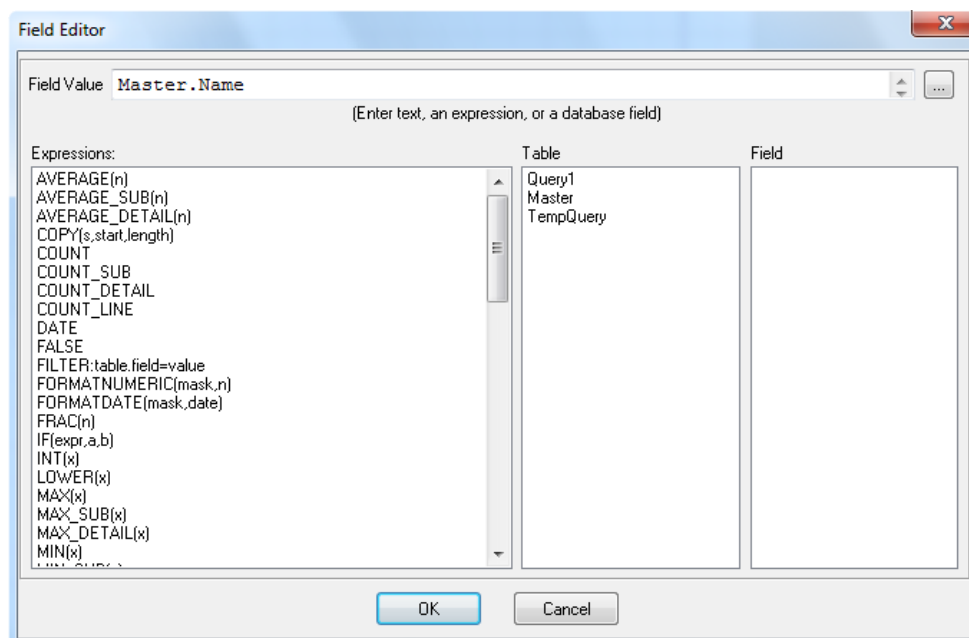 Field Editor
Field Value Master.Name ...
(Enter text, an expression, or a database field)
Expressions: Table Field
AVERAGE(n)
AVERAGE_SUB(n)
AVERAGE_DETAIL(n)
COPY(s,start,length)
COUNT
COUNT_SUB
COUNT_DETAIL
COUNT_LINE
DATE
FALSE
FILTER:table.field=value
FORMATNUMERIC(mask,n)
FORMATDATE(mask,date)
FRAC(n)
IF(expr,a,b)
INT(x)
LOWER(x)
MAX(x)
MAX_SUB(x)
MAX_DETAIL(x)
MIN(x)
Query1
Master
TempQuery
OK Cancel